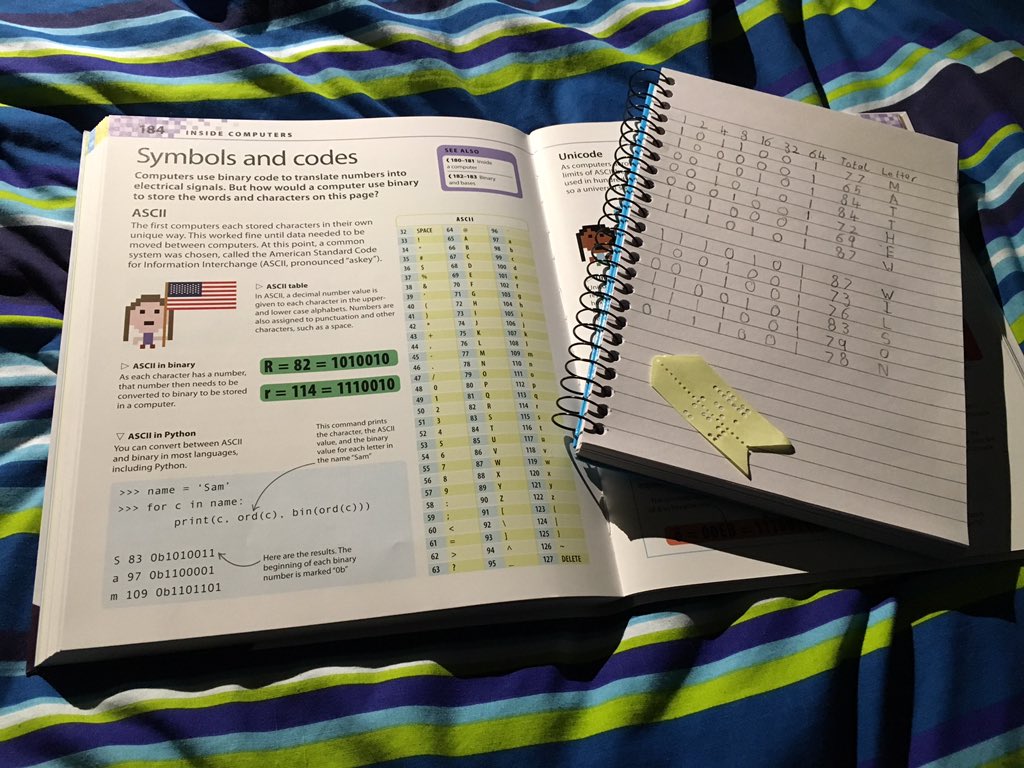 184 INSIDE COMPUTERS
Symbols and codes
Computers use binary code to translate numbers into
electrical signals. But how would a computer use binary
to store the words and characters on this page?
SEE ALSO
❬ 180–181 Inside
a computer
❬ 182–183 Binary
and bases
ASCII
The first computers each stored characters in their own
unique way. This worked fine until data needed to be
moved between computers. At this point, a common
system was chosen, called the American Standard Code
for Information Interchange (ASCII, pronounced “askey”).
▷ ASCII table
In ASCII, a decimal number value is
given to each character in the upper-
and lower case alphabets. Numbers are
also assigned to punctuation and other
characters, such as a space.
▷ ASCII in binary
As each character has a number,
that number then needs to be
converted to binary to be stored
in a computer.
R = 82 = 1010010
r = 114 = 1110010
▽ ASCII in Python
You can convert between ASCII
and binary in most languages,
including Python.
This command prints
the character, the ASCII
value, and the binary
value for each letter in
the name “Sam”
>>> name = ‘Sam’
>>> for c in name:
print(c, ord(c), bin(ord(c)))
S 83 0b1010011
a 97 0b1100001
m 109 0b1101101
Here are the results. The
beginning of each binary
number is marked “0b”
ASCII
32 SPACE 64 @ 96
33 ! 65 A 97 a
34 66 B 98 b
35 # 67 C 99 c
36 $ 68 D 100 d
37 % 69 E 101 e
38 & 70 F 102 f
39 71 G 103 g
40 ( 72 H 104 h
41 ) 73 I 105 i
42 * 74 J 106 j
43 + 75 K 107 k
44 , 76 L 108 l
45 - 77 M 109 m
46 . 78 N 110 n
47 / 79 O 111 o
48 0 80 P 112 p
49 1 81 Q 113 q
50 2 82 R 114 r
51 3 83 S 115 s
52 4 84 T 116 t
53 5 85 U 117 u
54 6 86 V 118 v
55 7 87 W 119 w
56 8 88 X 120 x
57 9 89 Y 121 y
58 : 90 Z 122 z
59 ; 91 [ 123 {
60 < 92 \ 124 |
61 = 93 ] 125 }
62 > 94 ^ 126 ~
63 ? 95 _ 127 DELETE
Unicode
As computers
limits of ASCII
used in
so a univers
1 2 4 8 16 32 64 Total Letter
1 0 1 1 0 0 1 77 M
1 0 0 0 0 0 1 65 A
0 0 1 0 1 0 1 84 T
0 0 1 0 1 0 1 84 T
0 0 0 1 0 0 1 72 H
1 0 1 0 0 0 1 69 E
1 1 1 0 1 0 1 87 W
1 1 1 0 1 0 1 87 W
1 0 0 1 0 0 1 73 I
0 0 1 1 0 0 1 76 L
1 1 0 0 1 0 1 83 S
1 1 1 1 0 0 1 79 O
0 1 1 1 0 0 1 78 N